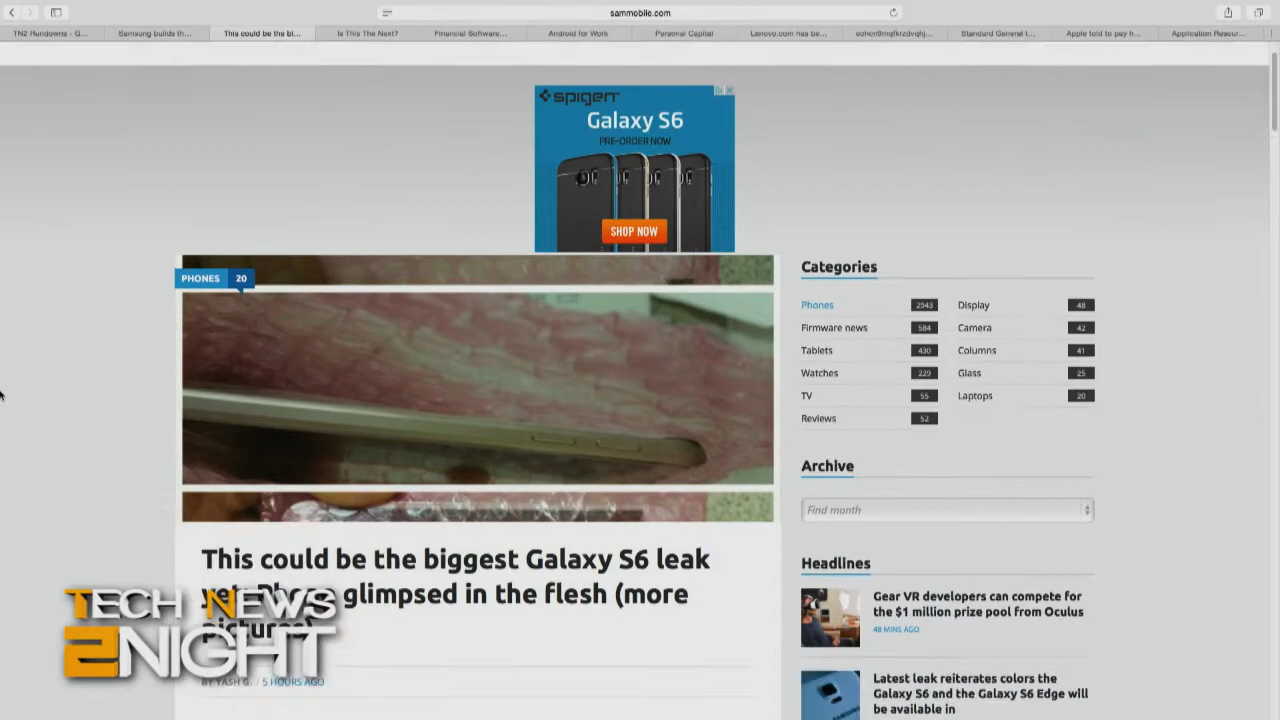 sammobile.com
TN2 Rundowns - G...
Samsung builds th...
This could be the bi...
Is This The Next?
Financial Software...
Android for Work
Personal Capital
Lenovo.com has be...
Standard General t...
Apple told to pay h...
Application Resour...
spigen
Galaxy S6
PRE-ORDER NOW
SHOP NOW
PHONES 20
This could be the biggest Galaxy S6 leak
yet: Phone glimpsed in the flesh (more
pictures)
BY YASH G. / 5 HOURS AGO
Categories
Phones 2943
Display 48
Firmware news 584
Camera 42
Tablets 430
Columns 41
Watches 229
Glass 25
TV 55
Laptops 20
Reviews 52
Archive
Find month
Headlines
Gear VR developers can compete for
the $1 million prize pool from Oculus
48 MINS AGO
Latest leak reiterates colors the
Galaxy S6 and the Galaxy S6 Edge will
be available in
TECH NEWS
2NIGHT